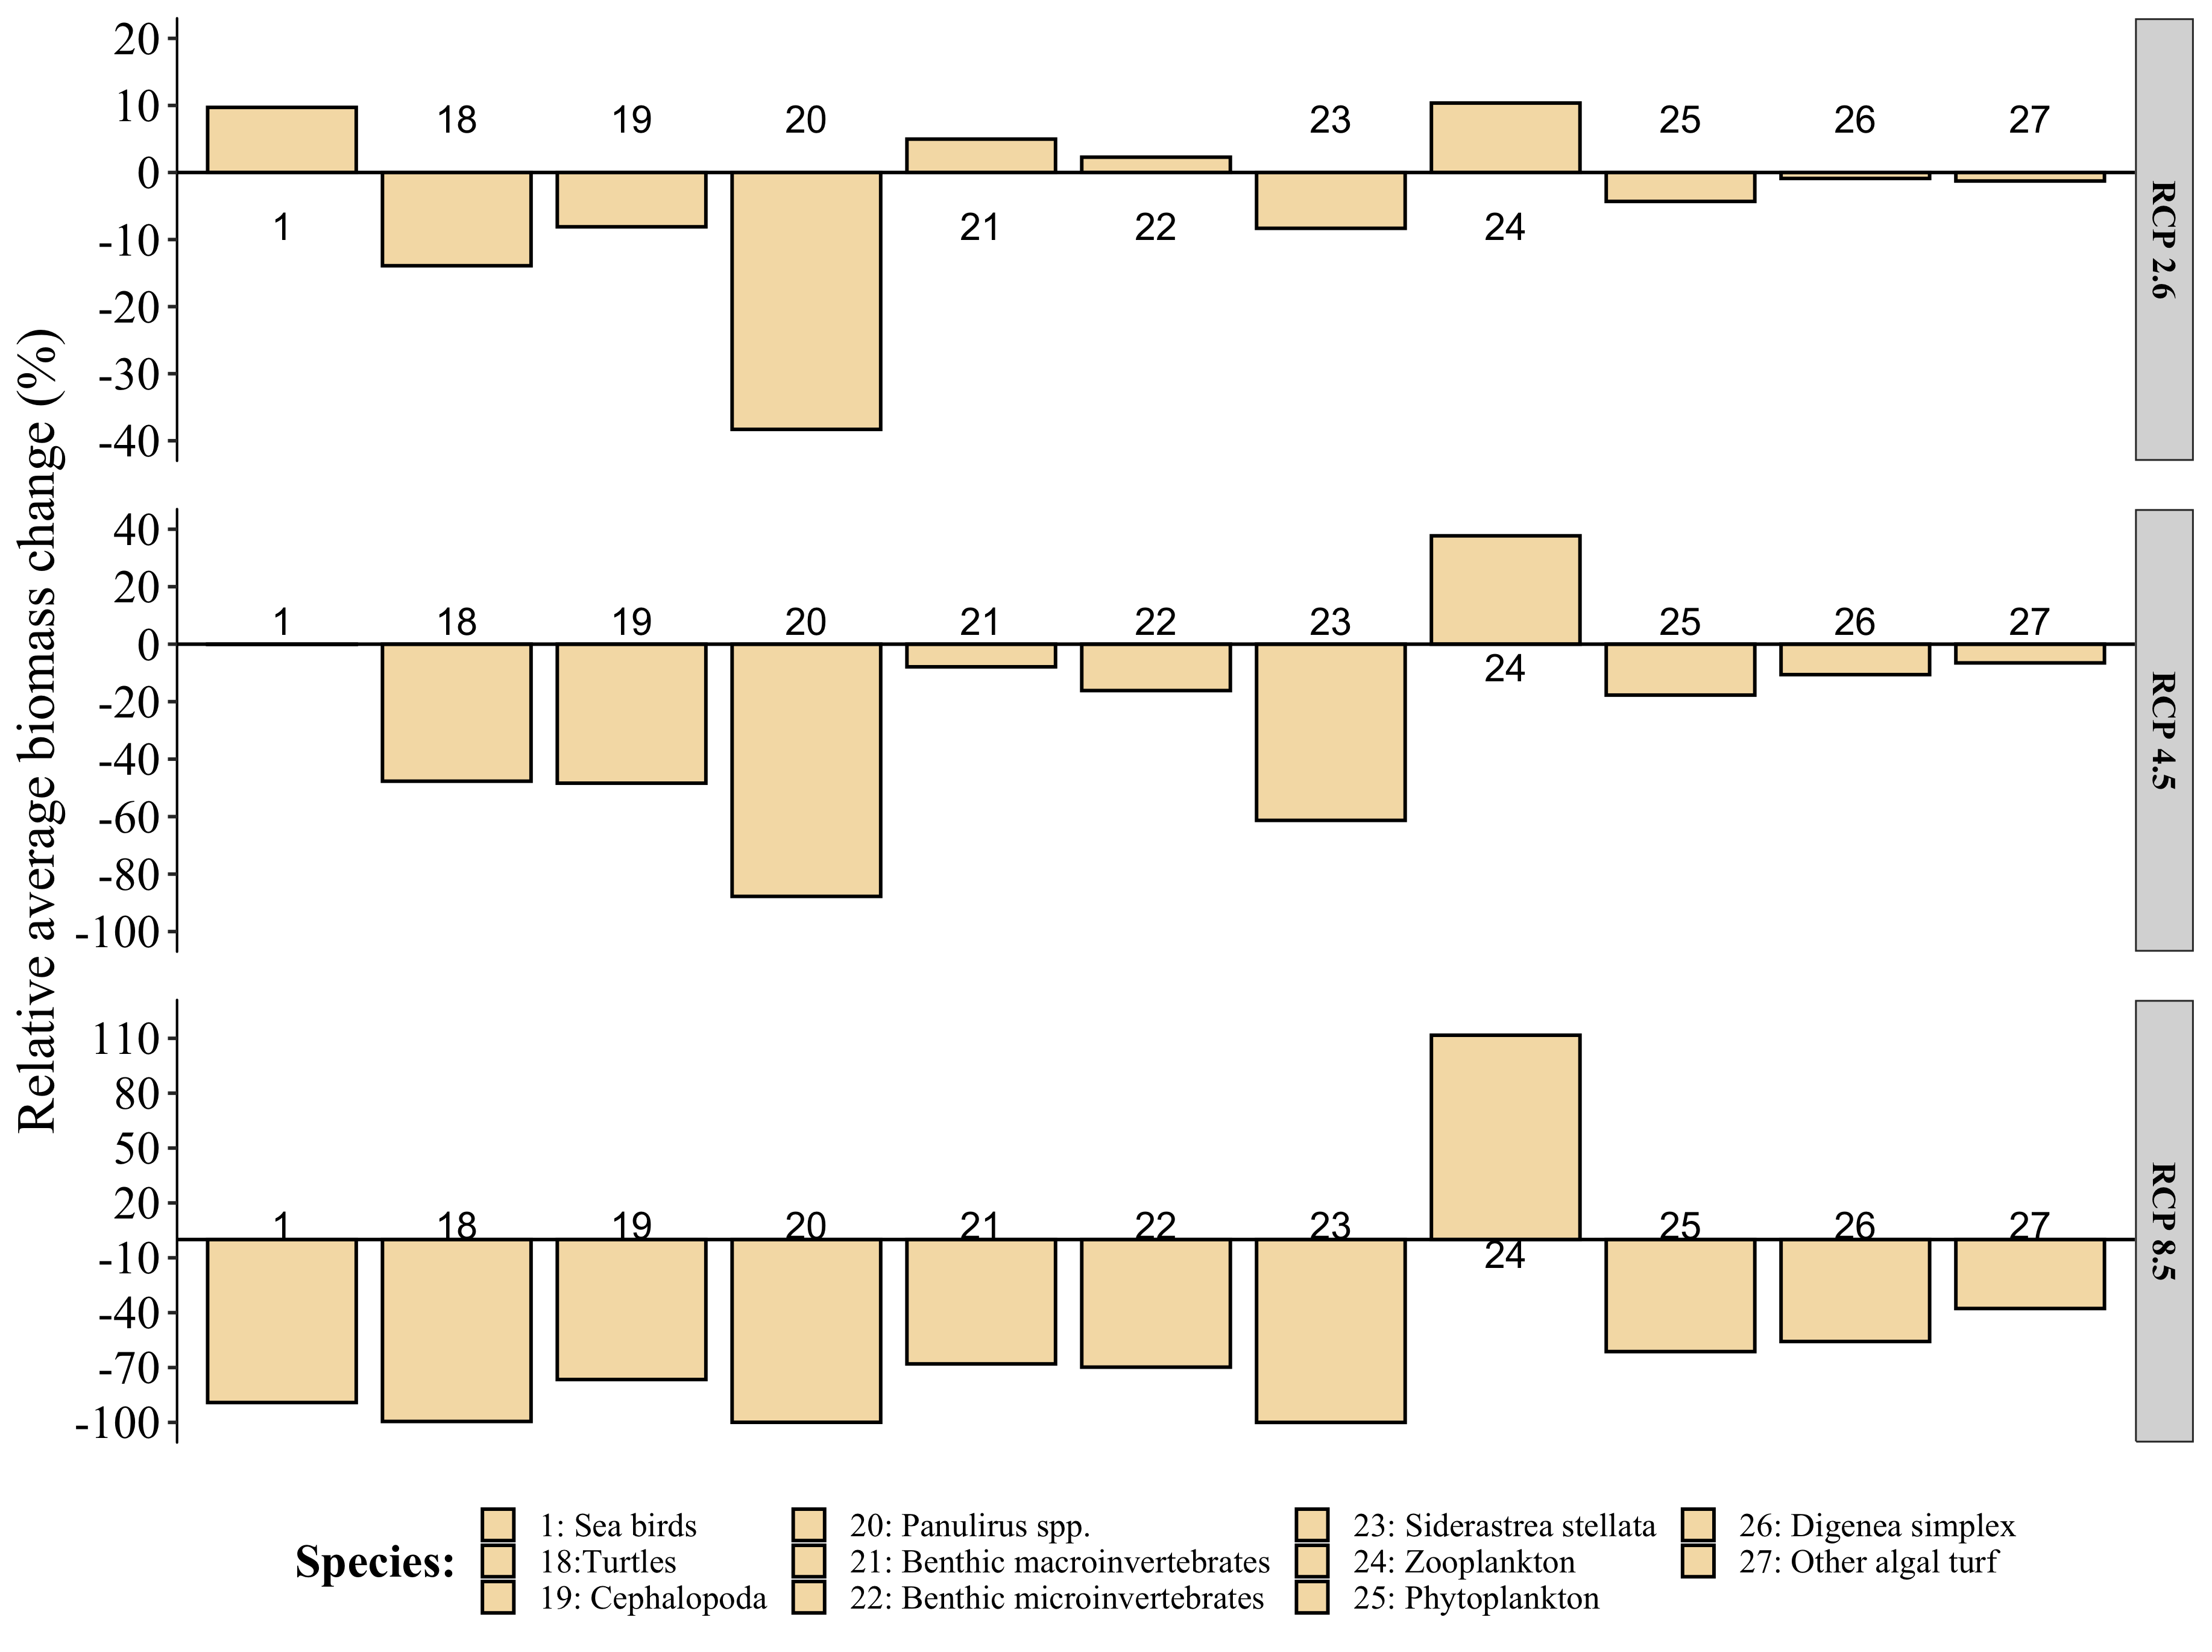 Relative average biomass change (%)
20
10
0
-10
-20
-30
-40
18 19 20 23 25 26 27
1 21 22 24
RCP 2.6
40
20
0
-20
-40
-60
-80
-100
1 18 19 20 21 22 23 25 26 27
24
RCP 4.5
110
80
50
20
-10
-40
-70
-100
1 18 19 20 21 22 23 25 26 27
24
RCP 8.5
Species:
1: Sea birds
18:Turtles
19: Cephalopoda
20: Panulirus spp.
21: Benthic macroinvertebrates
22: Benthic microinvertebrates
23: Siderastrea stellata
24: Zooplankton
25: Phytoplankton
26: Digenea simplex
27: Other algal turf